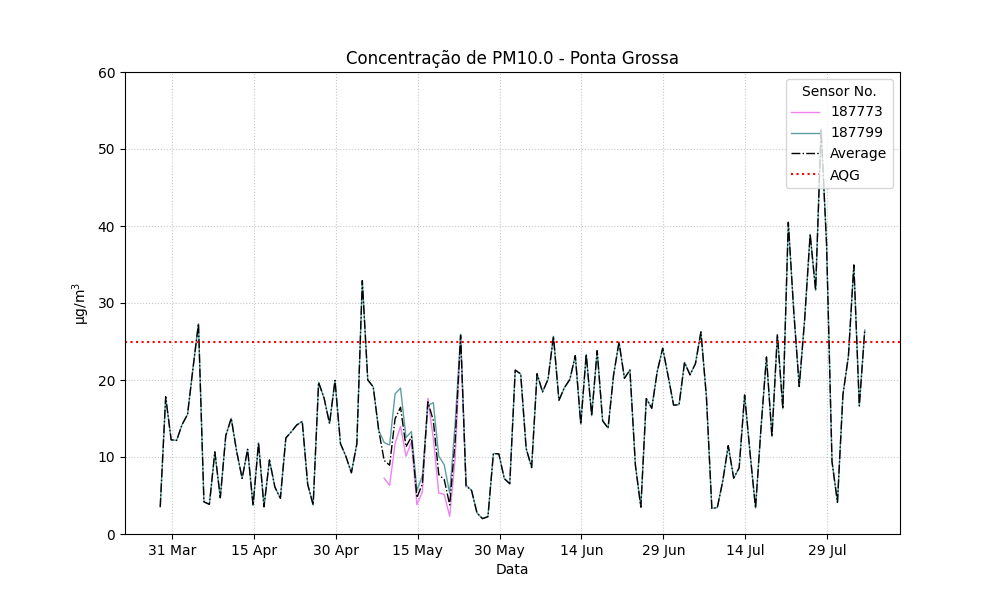 Concentração de PM10.0 - Ponta Grossa
Sensor No.
187773
187799
Average
AQG
60
50
40
30
20
10
0
µg/m³
31 Mar
15 Apr
30 Apr
15 May
30 May
14 Jun
29 Jun
14 Jul
29 Jul
Data